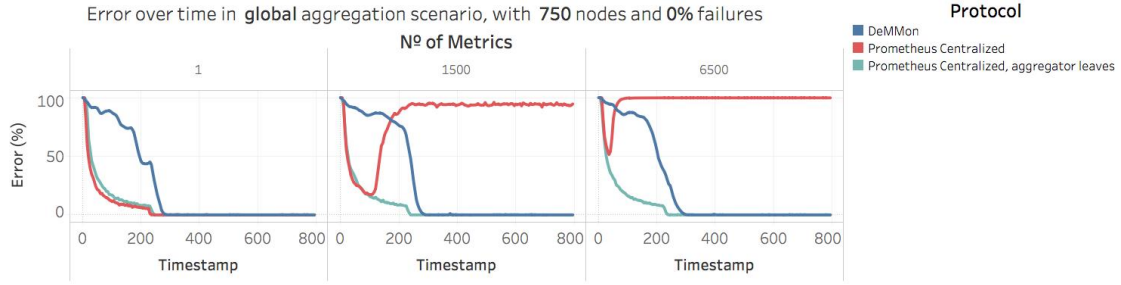 Error over time in global aggregation scenario, with 750 nodes and 0% failures
Nº of Metrics
1
1500
6500
Error (%)
100
50
0
0 200 400 600 800
0 200 400 600 800
0 200 400 600 800
Timestamp
Timestamp
Timestamp
Protocol
DeMMon
Prometheus Centralized
Prometheus Centralized, aggregator leaves